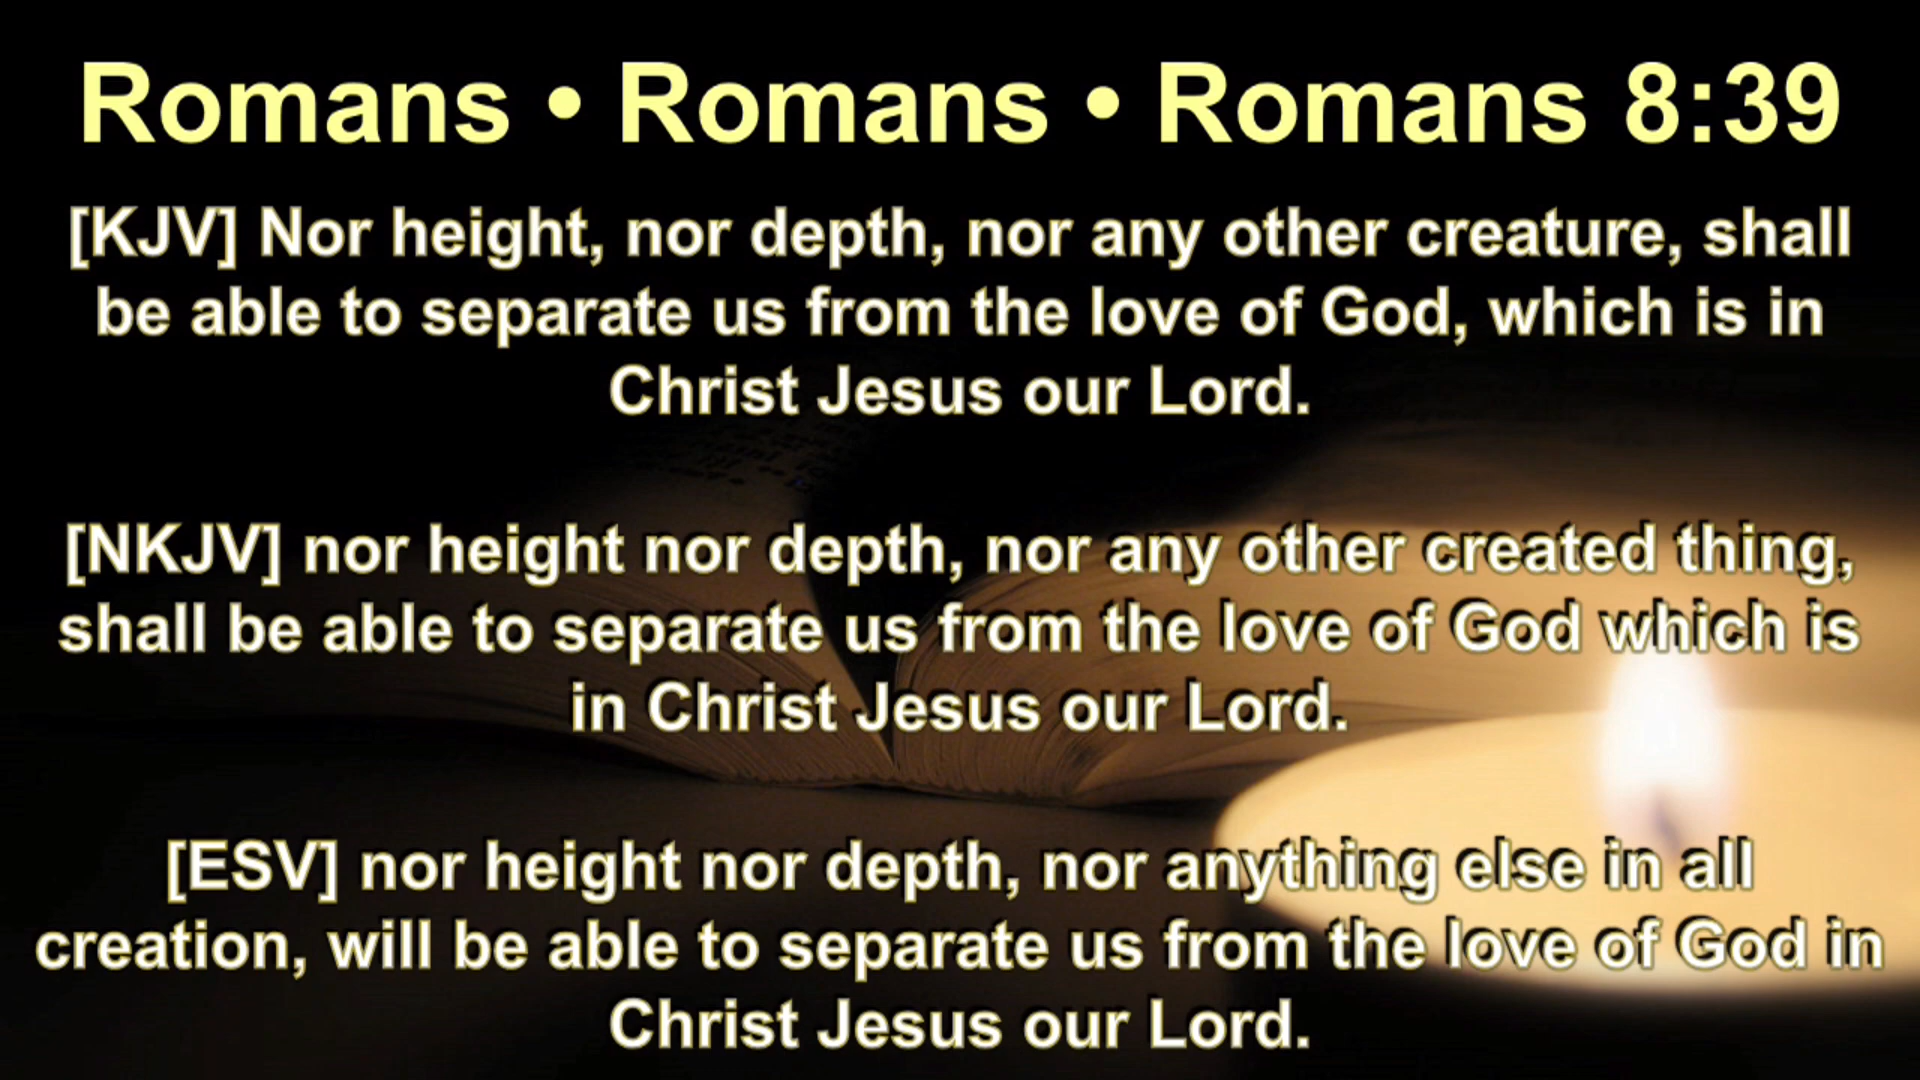 Romans • Romans • Romans 8:39
[KJV] Nor height, nor depth, nor any other creature, shall
be able to separate us from the love of God, which is in
Christ Jesus our Lord.
[NKJV] nor height nor depth, nor any other created thing,
shall be able to separate us from the love of God which is
in Christ Jesus our Lord.
[ESV] nor height nor depth, nor anything else in all
creation, will be able to separate us from the love of God in
Christ Jesus our Lord.